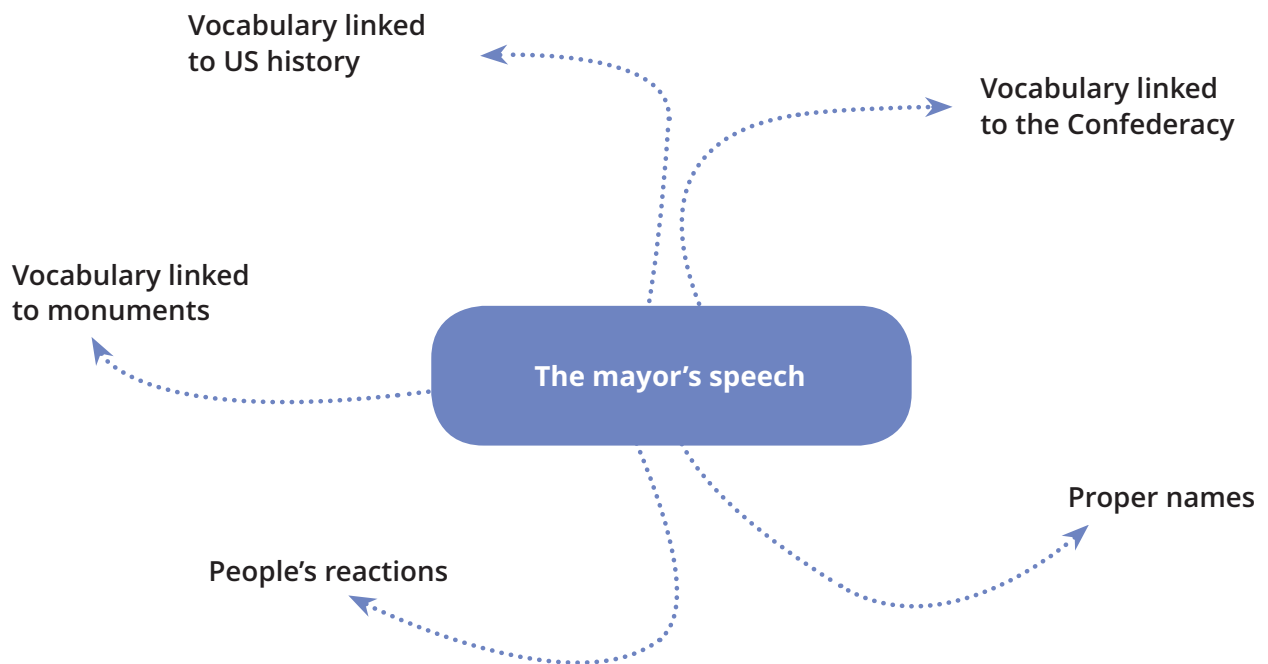 Vocabulary linked
to US history
Vocabulary linked
to the Confederacy
Vocabulary linked
to monuments
The mayor’s speech
Proper names
People’s reactions